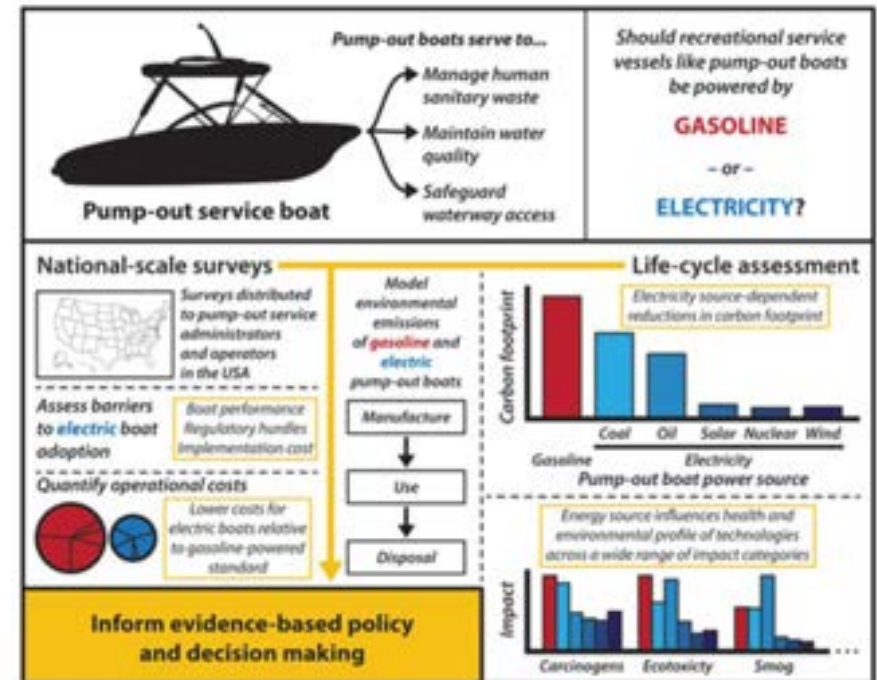 Pump-out boats serve to...
Manage human
sanitary waste
Maintain water
quality
Safeguard
waterway access
Pump-out service boat
Should recreational service
vessels like pump-out boats
be powered by
GASOLINE
– or –
ELECTRICITY?
National-scale surveys
Surveys distributed
to pump-out service
administrators
and operators
in the USA
Assess barriers
to electric boat
adoption
Boat performance
Regulatory hurdles
Implementation cost
Quantify operational costs
Lower costs for
electric boats relative
to gasoline-powered
standard
Model
environmental
emissions
of gasoline and
electric
pump-out boats
Manufacture
Use
Disposal
Inform evidence-based policy
and decision making
Life-cycle assessment
Electricity source-dependent
reductions in carbon footprint
Carbon footprint
Coal Oil Solar Nuclear Wind
Gasoline Electricity
Pump-out boat power source
Energy source influences health and
environmental profile of technologies
across a wide range of impact categories
Impact
Carcinogens Ecotoxicty Smog
...